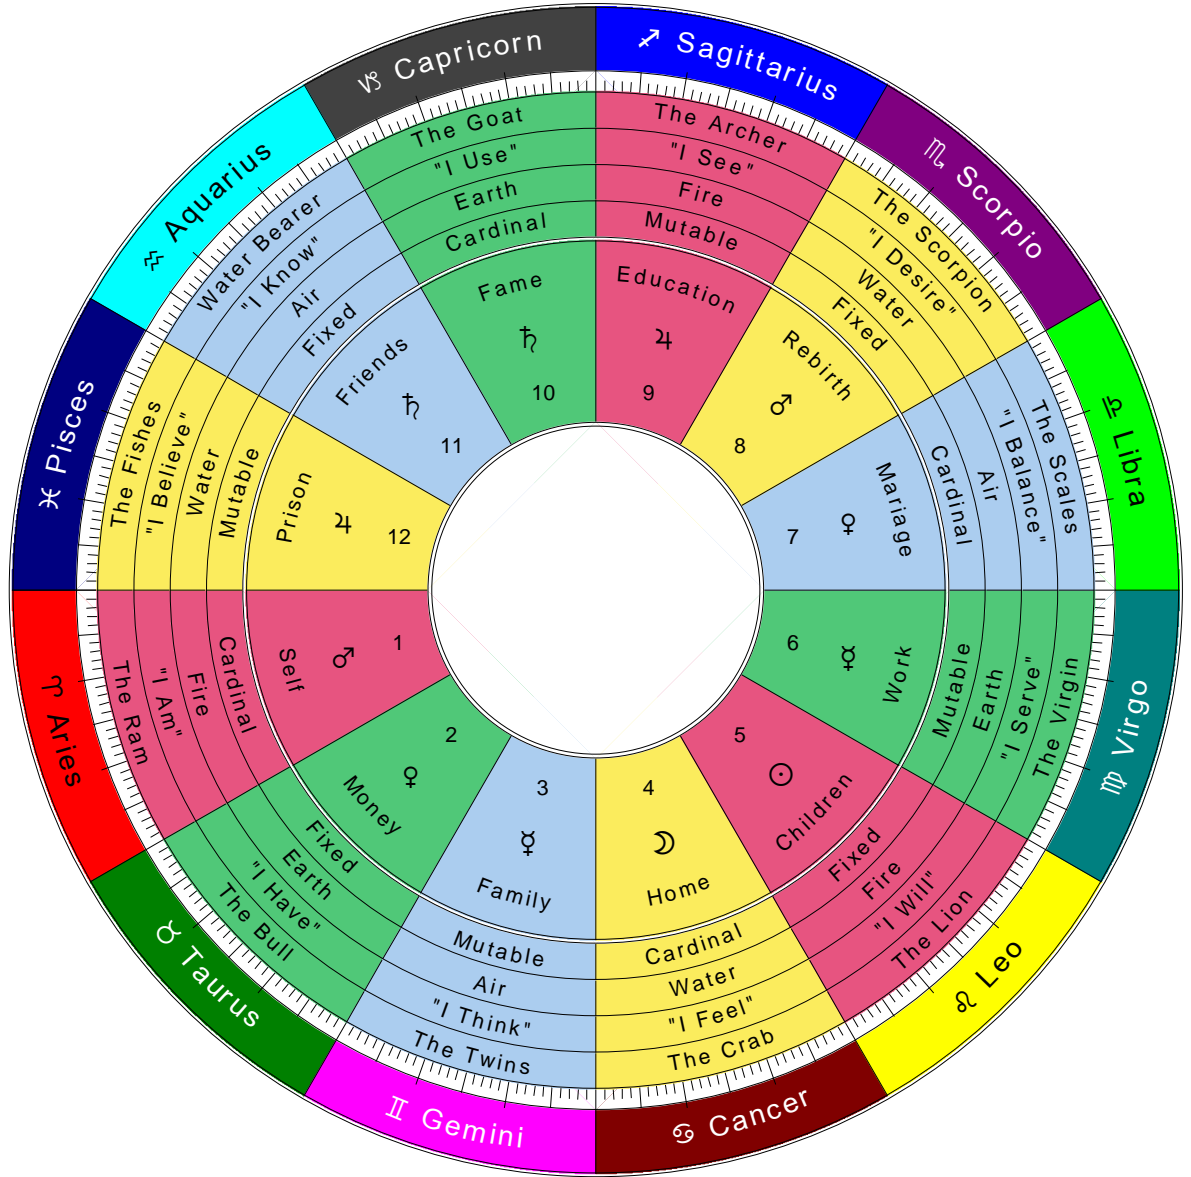 ♈ Aries
The Ram
"I Am"
Fire
Cardinal
Self
♂
1
♉ Taurus
The Bull
"I Have"
Earth
Fixed
Money
♀
2
♊ Gemini
The Twins
"I Think"
Air
Mutable
Family
☿
3
♋ Cancer
The Crab
"I Feel"
Water
Cardinal
Home
☽
4
♌ Leo
The Lion
"I Will"
Fire
Fixed
Children
☉
5
♍ Virgo
The Virgin
"I Serve"
Earth
Mutable
Work
☿
6
♎ Libra
The Scales
"I Balance"
Air
Cardinal
Marriage
♀
7
♏ Scorpio
The Scorpion
"I Desire"
Water
Fixed
Rebirth
♂
8
♐ Sagittarius
The Archer
"I See"
Fire
Mutable
Education
♃
9
♑ Capricorn
The Goat
"I Use"
Earth
Cardinal
Fame
♄
10
♒ Aquarius
Water Bearer
"I Know"
Air
Fixed
Friends
♄
11
♓ Pisces
The Fishes
"I Believe"
Water
Mutable
Prison
♃
12